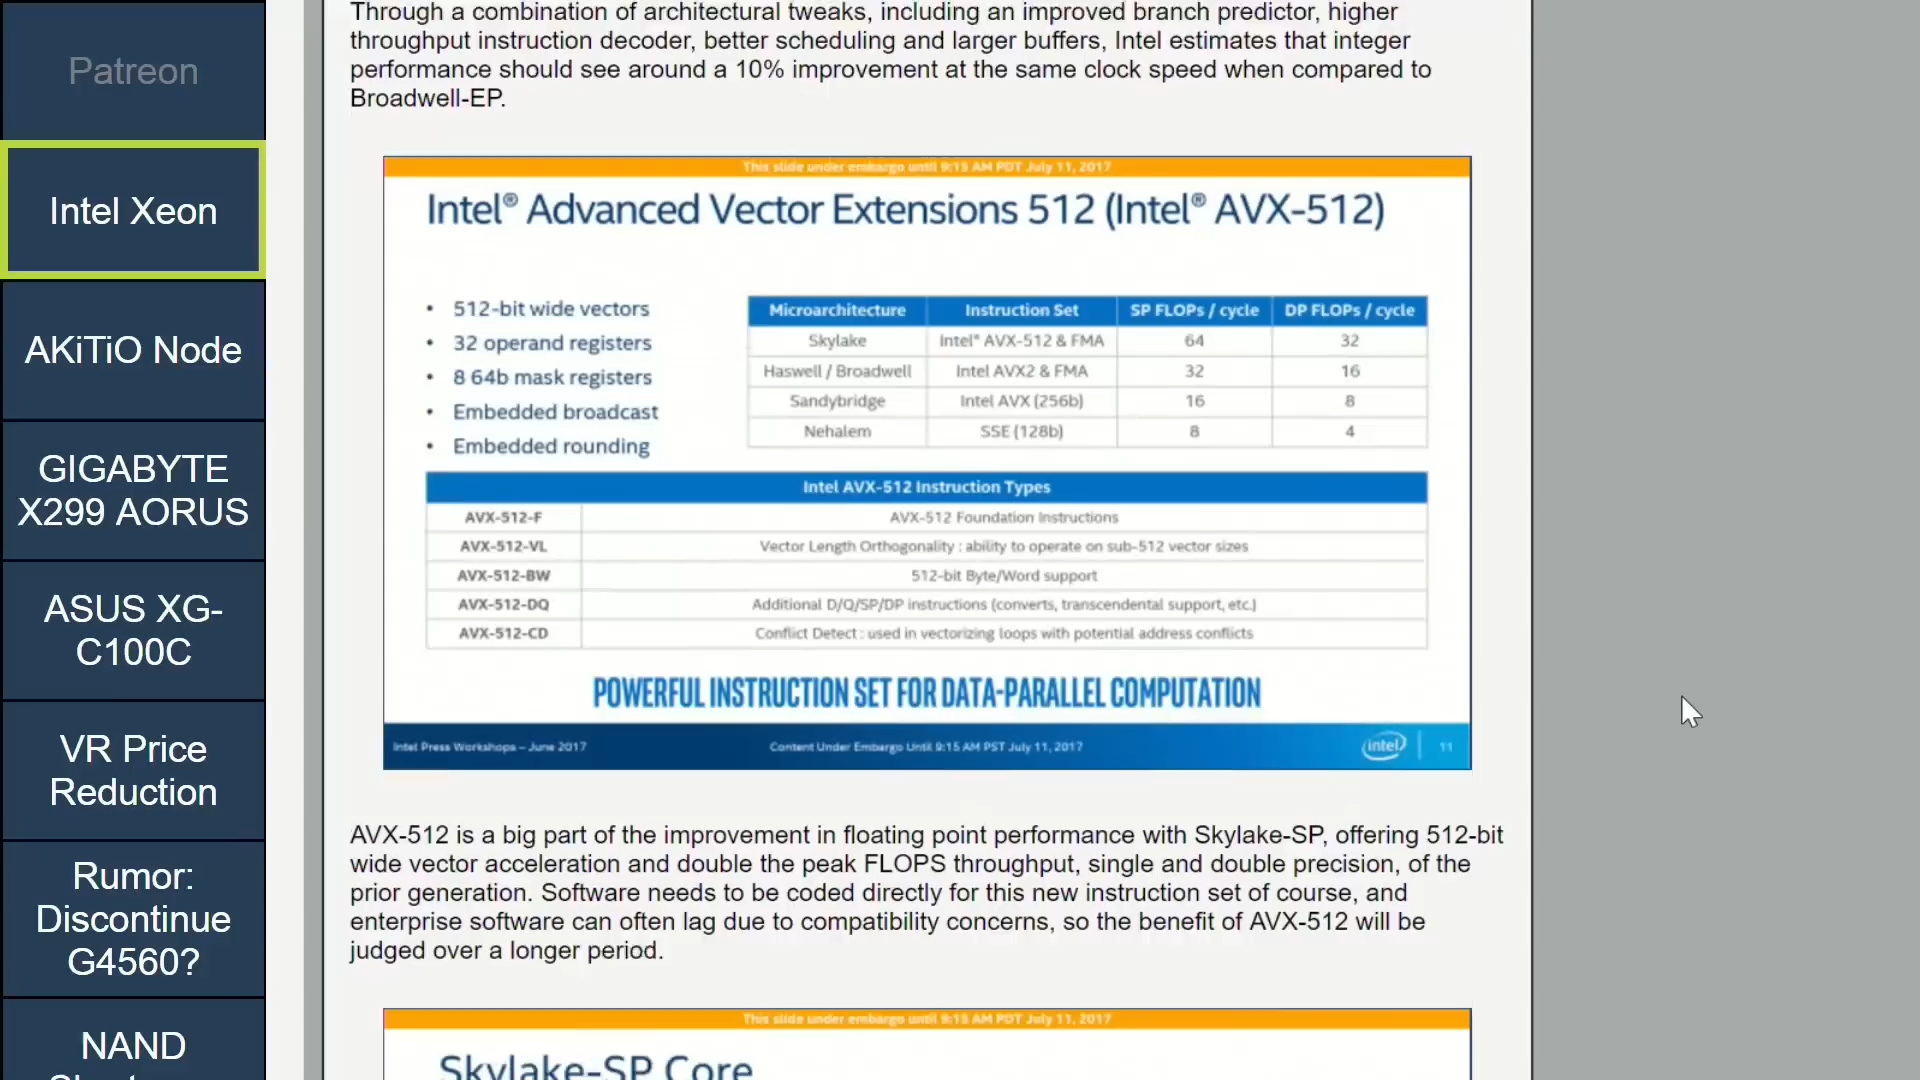 Patreon
Intel Xeon
AKiTiO Node
GIGABYTE
X299 AORUS
ASUS XG-
C100C
VR Price
Reduction
Rumor:
Discontinue
G4560?
NAND
Through a combination of architectural tweaks, including an improved branch predictor, higher
throughput instruction decoder, better scheduling and larger buffers, Intel estimates that integer
performance should see around a 10% improvement at the same clock speed when compared to
Broadwell-EP.
This slide under embargo until 9:15 AM PDT July 11, 2017
Intel® Advanced Vector Extensions 512 (Intel® AVX-512)
• 512-bit wide vectors
• 32 operand registers
• 8 64b mask registers
• Embedded broadcast
• Embedded rounding
Microarchitecture Instruction Set SP FLOPs / cycle DP FLOPs / cycle
Skylake Intel® AVX-512 & FMA 64 32
Haswell / Broadwell Intel AVX2 & FMA 32 16
Sandybridge Intel AVX (256b) 16 8
Nehalem SSE (128b) 8 4
Intel AVX-512 Instruction Types
AVX-512-F AVX-512 Foundation Instructions
AVX-512-VL Vector Length Orthogonality : ability to operate on sub-512 vector sizes
AVX-512-BW 512-bit Byte/Word support
AVX-512-DQ Additional D/Q/SP/DP instructions (converts, transcendental support, etc.)
AVX-512-CD Conflict Detect : used in vectorizing loops with potential address conflicts
POWERFUL INSTRUCTION SET FOR DATA-PARALLEL COMPUTATION
Intel Press Workshops – June 2017 Content Under Embargo Until 9:15 AM PST July 11, 2017 intel 11
AVX-512 is a big part of the improvement in floating point performance with Skylake-SP, offering 512-bit
wide vector acceleration and double the peak FLOPS throughput, single and double precision, of the
prior generation. Software needs to be coded directly for this new instruction set of course, and
enterprise software can often lag due to compatibility concerns, so the benefit of AVX-512 will be
judged over a longer period.
This slide under embargo until 9:15 AM PDT July 11, 2017
Skylake-SP Core